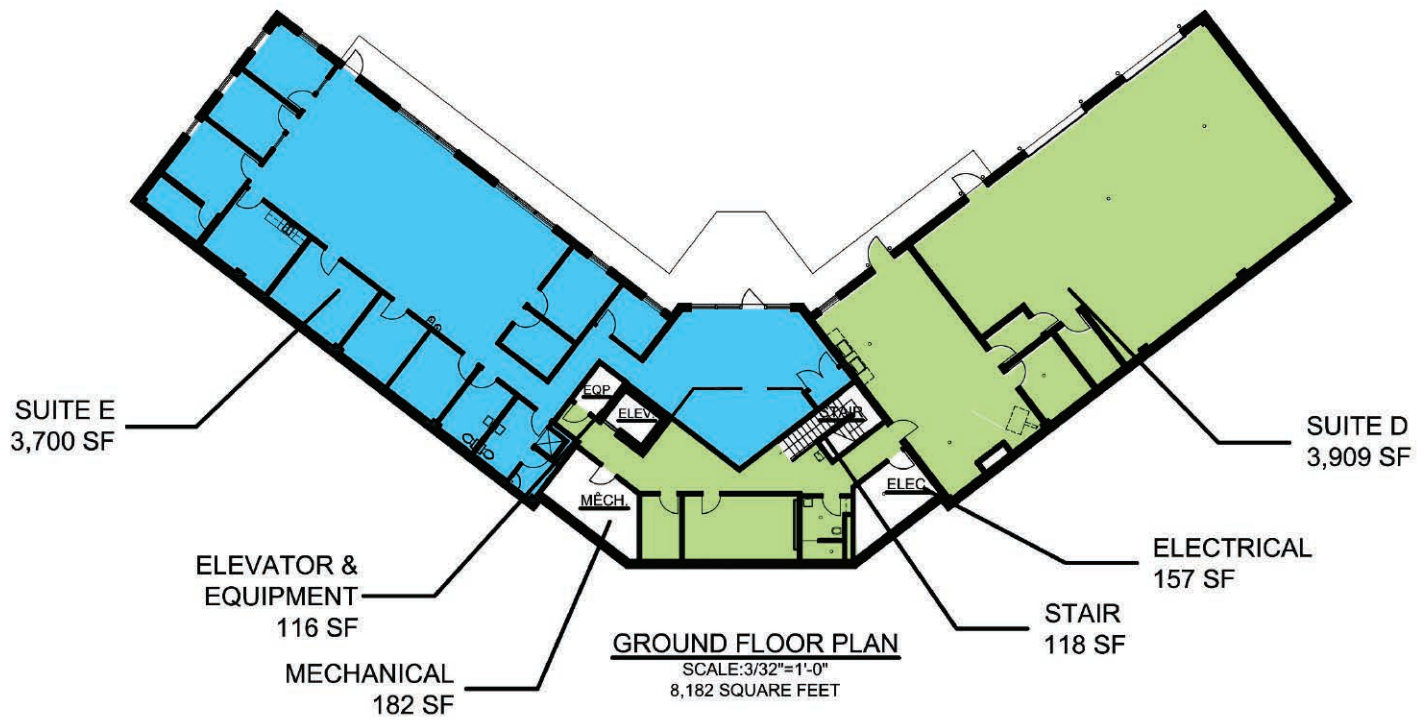 EQP
ELEV.
STAIR
SUITE E
3,700 SF
SUITE D
3,909 SF
ELEC.
MÊCH.
ELEVATOR &
EQUIPMENT
116 SF
ELECTRICAL
157 SF
STAIR
118 SF
GROUND FLOOR PLAN
SCALE:3/32"=1'-0"
8,182 SQUARE FEET
MECHANICAL
182 SF